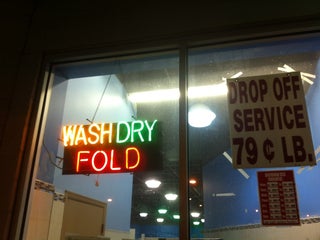 WASH DRY
FOLD
DROP OFF
SERVICE
79 ¢ LB.